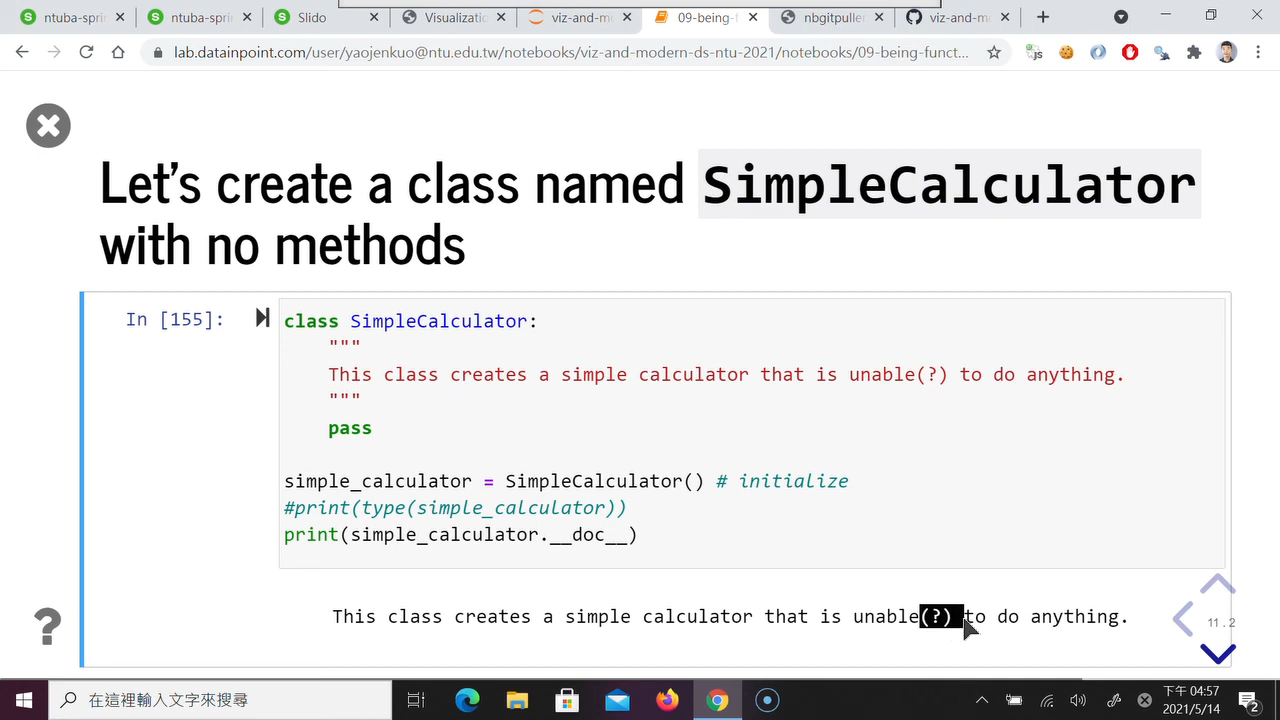 ntuba-spri
ntuba-spri
Slido
Visualizatio
viz-and-m
09-being-f
nbgitpuller
viz-and-m
lab.datainpoint.com/user/yaojenkuo@ntu.edu.tw/notebooks/viz-and-modern-ds-ntu-2021/notebooks/09-being-funct...
JS
Let's create a class named SimpleCalculator
with no methods
In [155]:
class SimpleCalculator:
"""
This class creates a simple calculator that is unable(?) to do anything.
"""
pass
simple_calculator = SimpleCalculator() # initialize
#print(type(simple_calculator))
print(simple_calculator.__doc__)
This class creates a simple calculator that is unable(?) to do anything.
11.2
?
在這裡輸入文字來搜尋
下午 04:57
2021/5/14
2